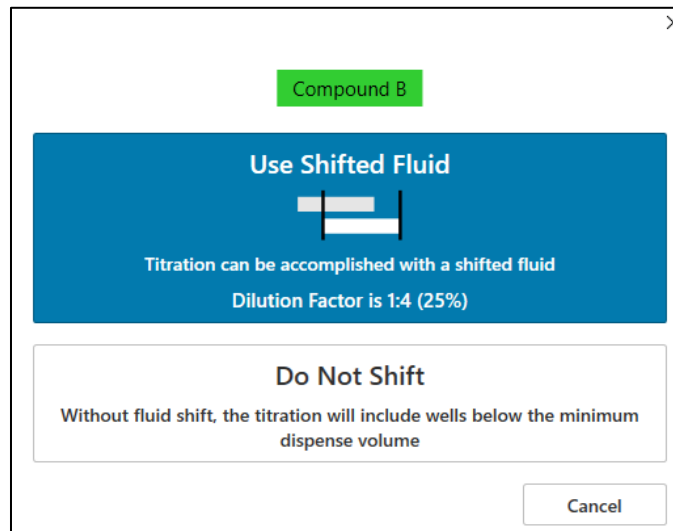 Compound B
Use Shifted Fluid
Titration can be accomplished with a shifted fluid
Dilution Factor is 1:4 (25%)
Do Not Shift
Without fluid shift, the titration will include wells below the minimum
dispense volume
Cancel